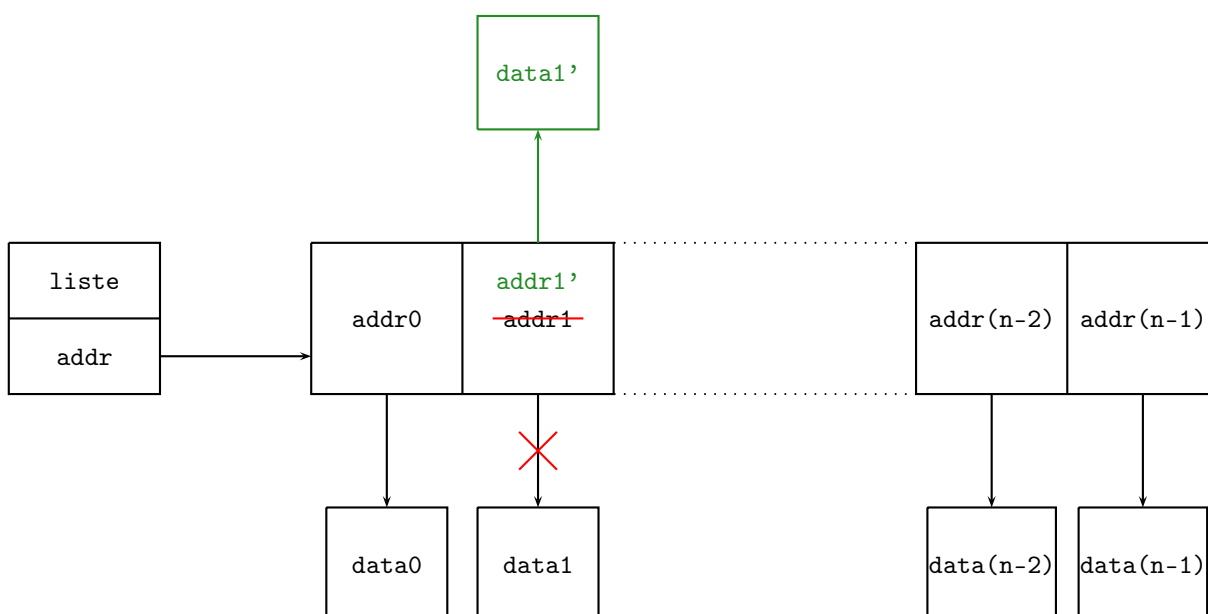 data1’
liste
addr
addr0
addr1’
addr1
addr(n-2)
addr(n-1)
data0
data1
data(n-2)
data(n-1)